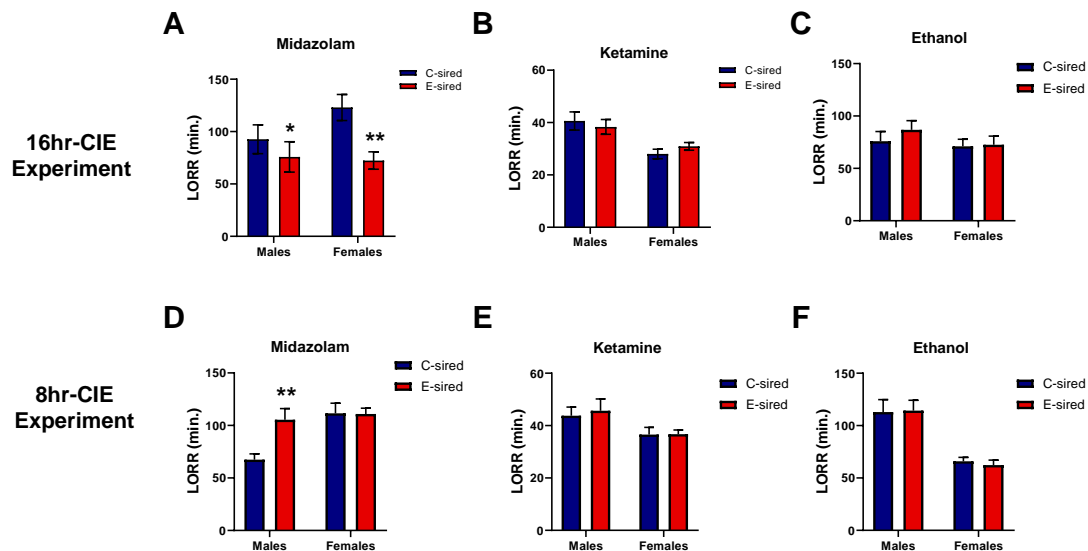 A
Midazolam
C-sired
E-sired
LORR (min.)
150
100
50
0
*
**
Males
Females
B
Ketamine
C-sired
E-sired
LORR (min.)
60
40
20
0
Males
Females
C
Ethanol
C-sired
E-sired
LORR (min.)
150
100
50
0
Males
Females
16hr-CIE
Experiment
D
Midazolam
C-sired
E-sired
LORR (min.)
150
100
50
0
**
Males
Females
E
Ketamine
C-sired
E-sired
LORR (min.)
60
40
20
0
Males
Females
F
Ethanol
C-sired
E-sired
LORR (min.)
150
100
50
0
Males
Females
8hr-CIE
Experiment